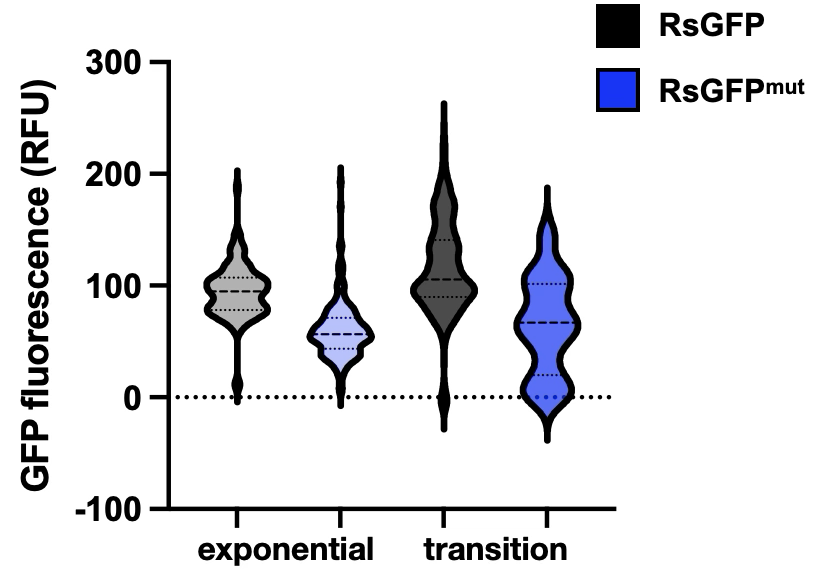 RsGFP
RsGFPmut
GFP fluorescence (RFU)
300
200
100
0
-100
exponential transition